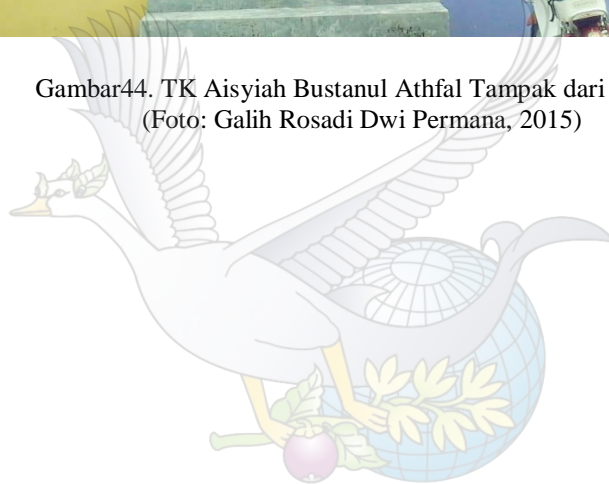 Gambar44. TK Aisyiah Bustanul Athfal Tampak dari
(Foto: Galih Rosadi Dwi Permana, 2015)